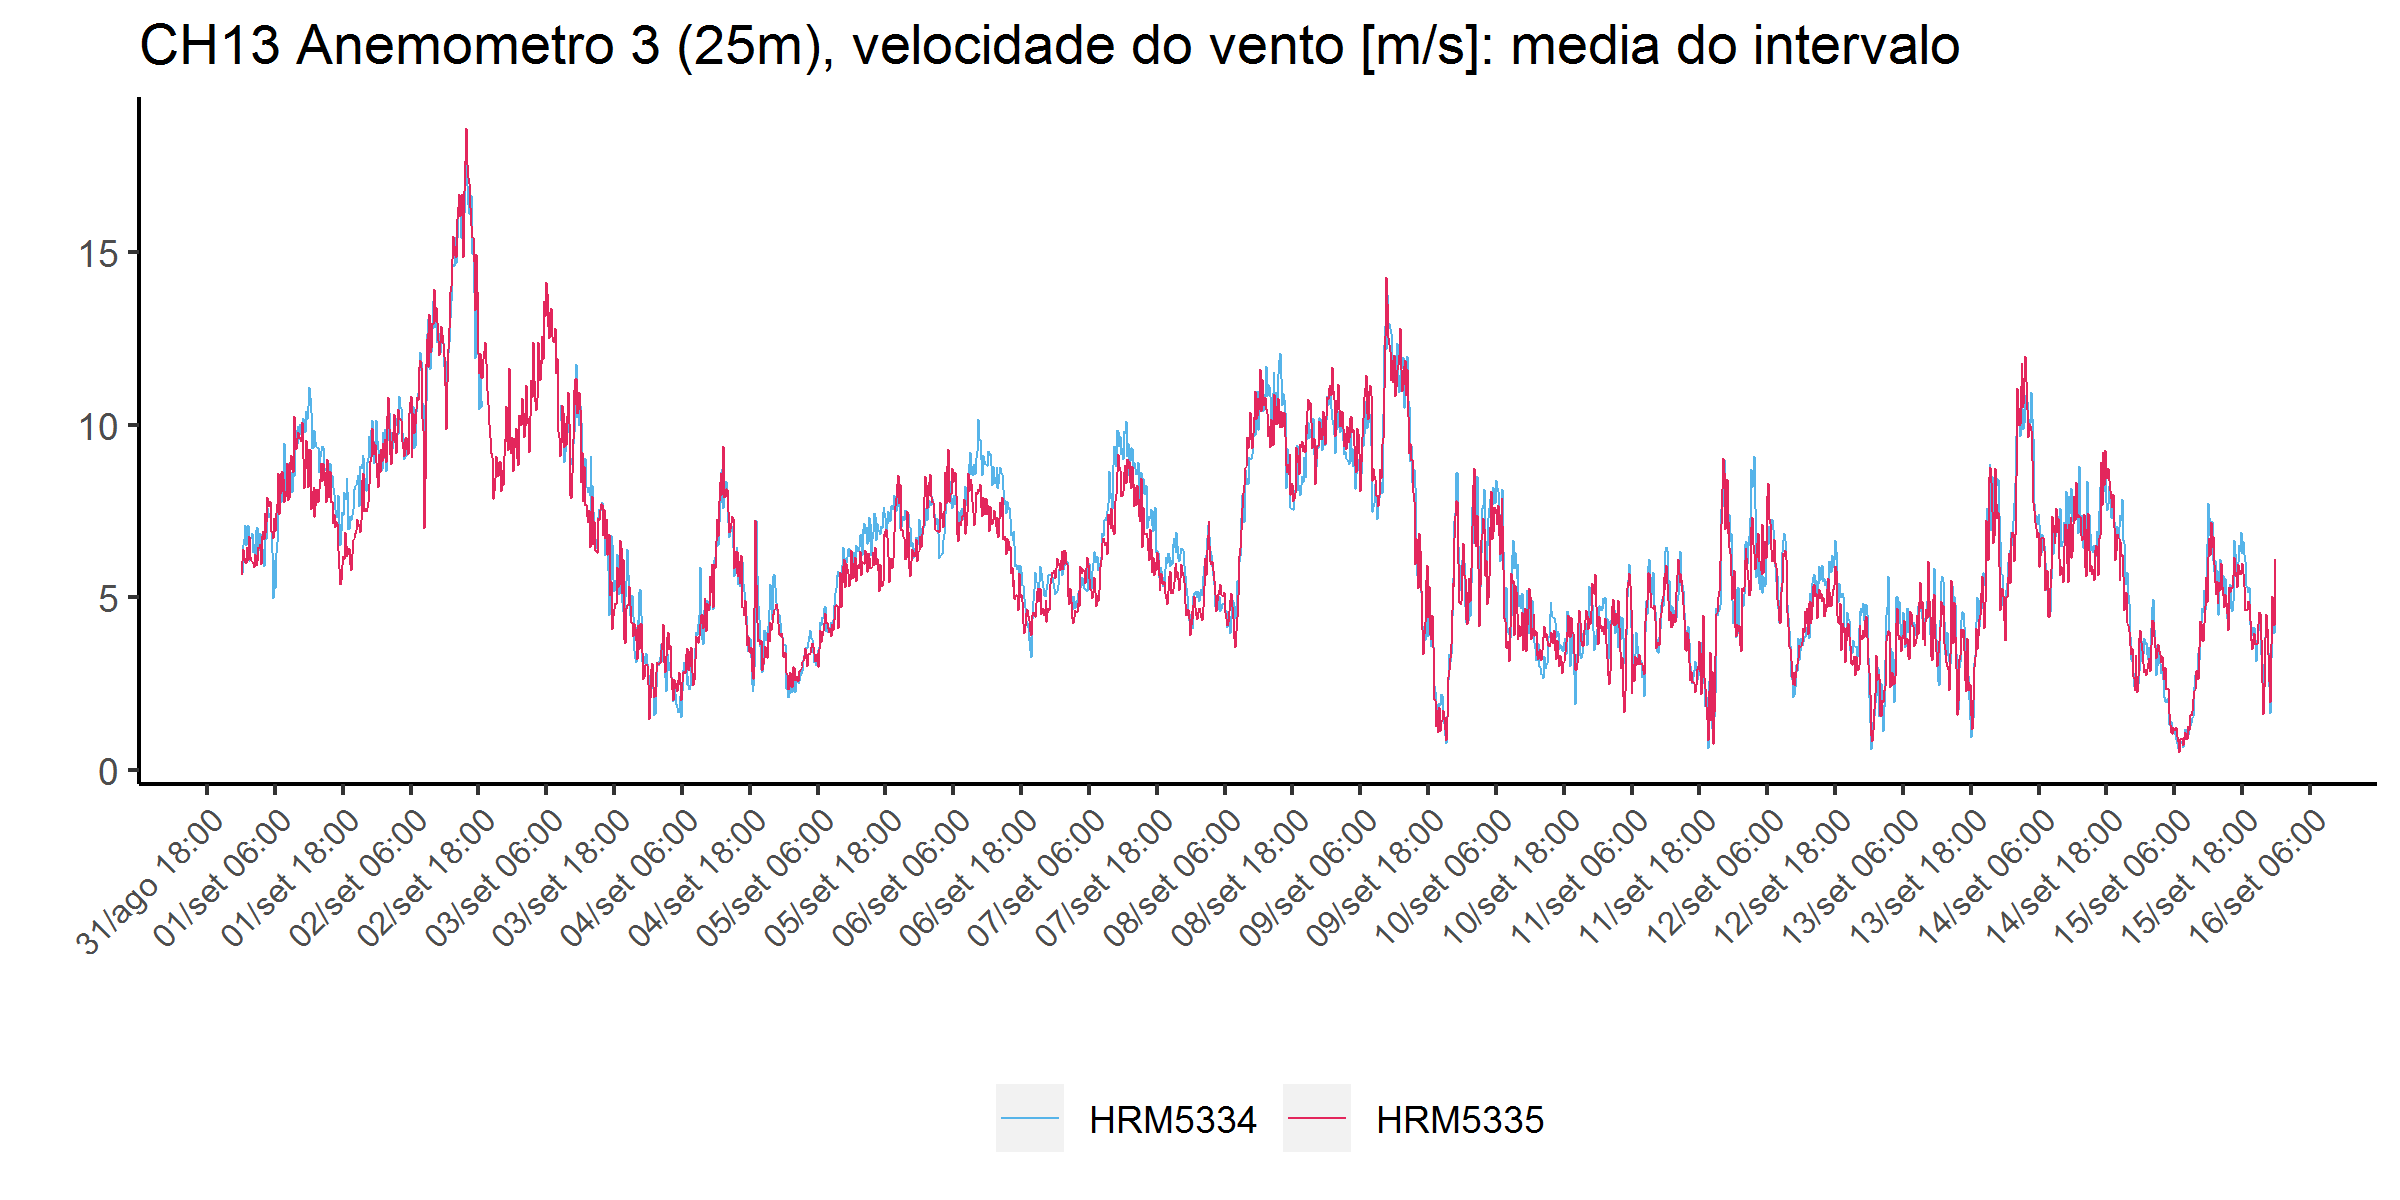 CH13 Anemometro 3 (25m), velocidade do vento [m/s]: media do intervalo
15
10
5
0
31/ago 18:00
01/set 06:00
01/set 18:00
02/set 06:00
02/set 18:00
03/set 06:00
03/set 18:00
04/set 06:00
04/set 18:00
05/set 06:00
05/set 18:00
06/set 06:00
06/set 18:00
07/set 06:00
07/set 18:00
08/set 06:00
08/set 18:00
09/set 06:00
09/set 18:00
10/set 06:00
10/set 18:00
11/set 06:00
11/set 18:00
12/set 06:00
12/set 18:00
13/set 06:00
13/set 18:00
14/set 06:00
14/set 18:00
15/set 06:00
15/set 18:00
16/set 06:00
HRM5334
HRM5335